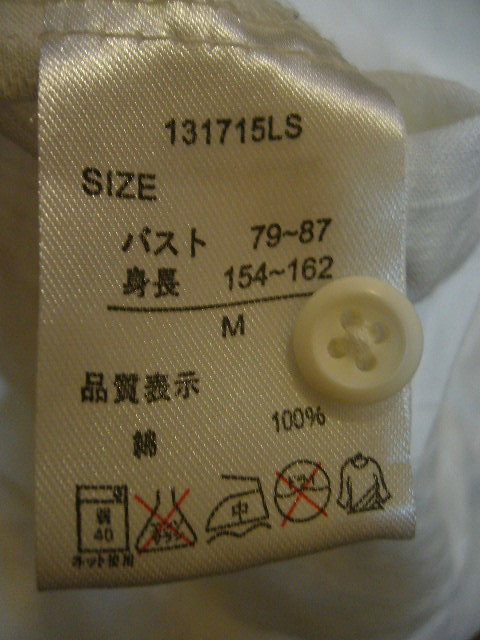 131715LS
SIZE
バスト 79~87
身長 154~162
M
品質表示
綿 100%
弱
40
中
ネット使用